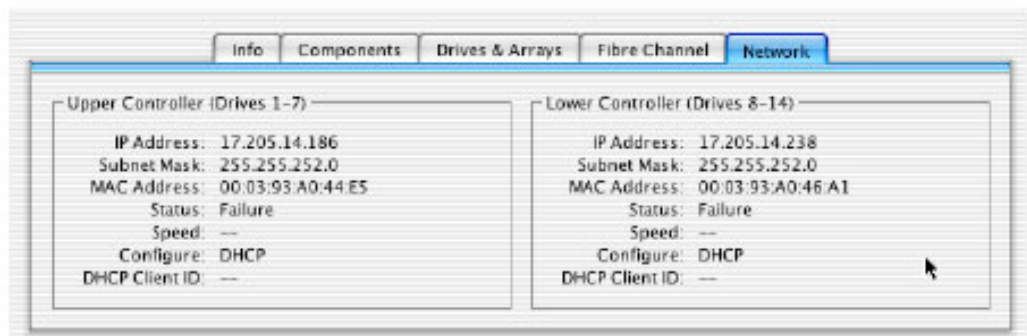 Info Components Drives & Arrays Fibre Channel Network
Upper Controller (Drives 1-7)
IP Address: 17.205.14.186
Subnet Mask: 255.255.252.0
MAC Address: 00:03:93:A0:44:E5
Status: Failure
Speed: --
Configure: DHCP
DHCP Client ID: --
Lower Controller (Drives 8-14)
IP Address: 17.205.14.238
Subnet Mask: 255.255.252.0
MAC Address: 00:03:93:A0:46:A1
Status: Failure
Speed: --
Configure: DHCP
DHCP Client ID: --